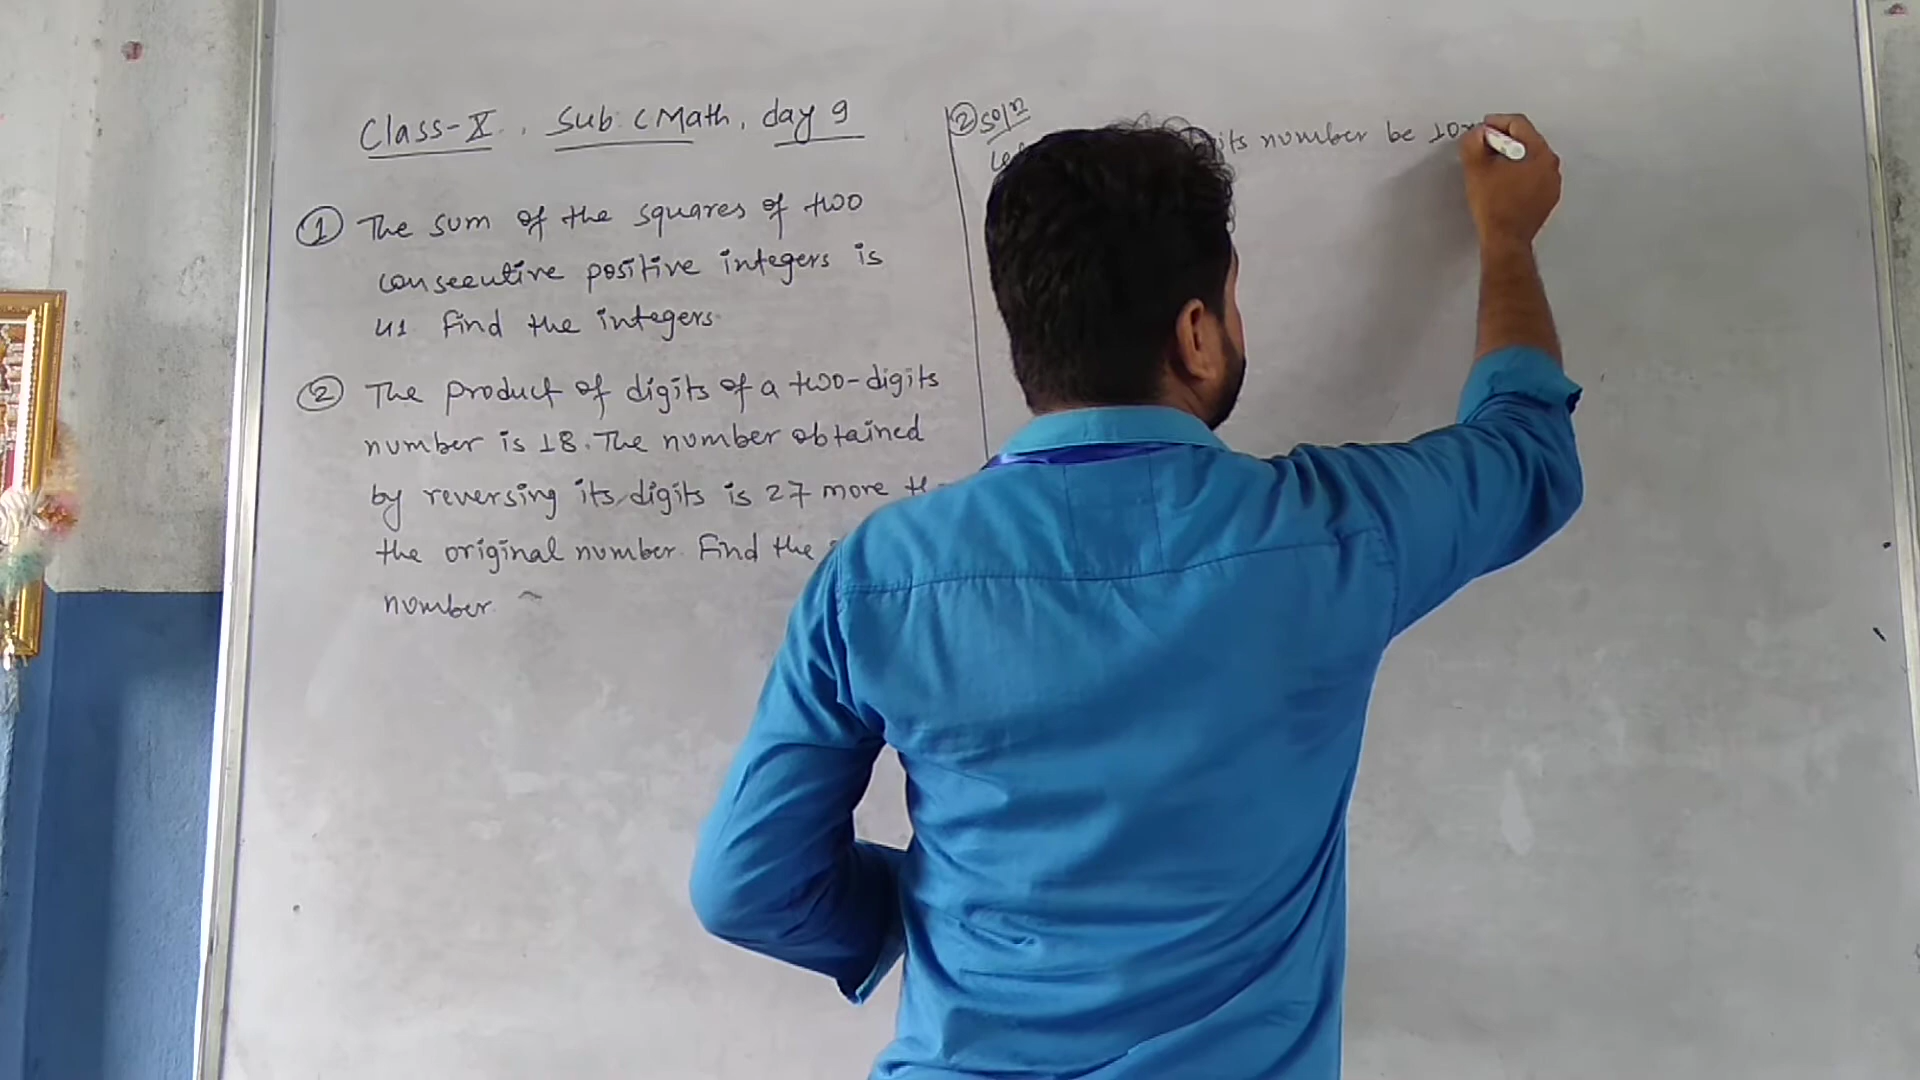 Class-X, Sub: C Math, day 9
① The sum of the squares of two
consecutive positive integers is
41. Find the integers.
② The product of digits of a two-digits
number is 18. The number obtained
by reversing its digits is 27 more
the original number. Find the
number.
② Soln
Let number be 10x